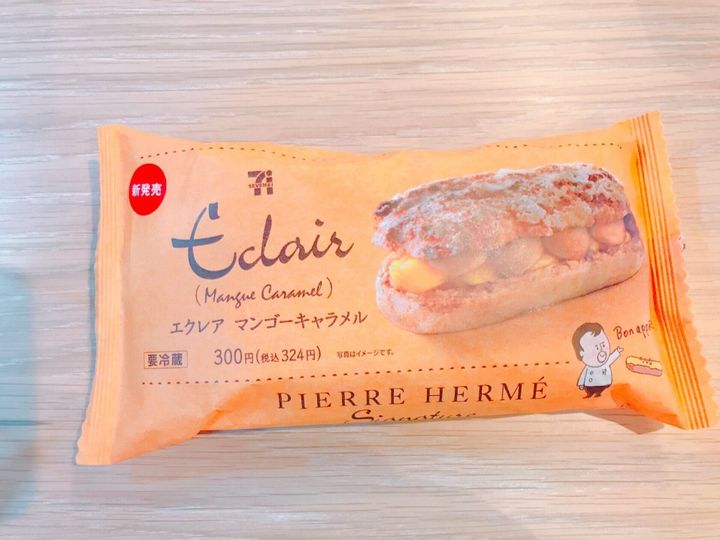 新発売
SEVEN&i
Éclair
(Mangue Caramel)
エクレア マンゴーキャラメル
要冷蔵 300円(税込324円) 写真はイメージです。
Bon appé
PIERRE HERMÉ
Signature